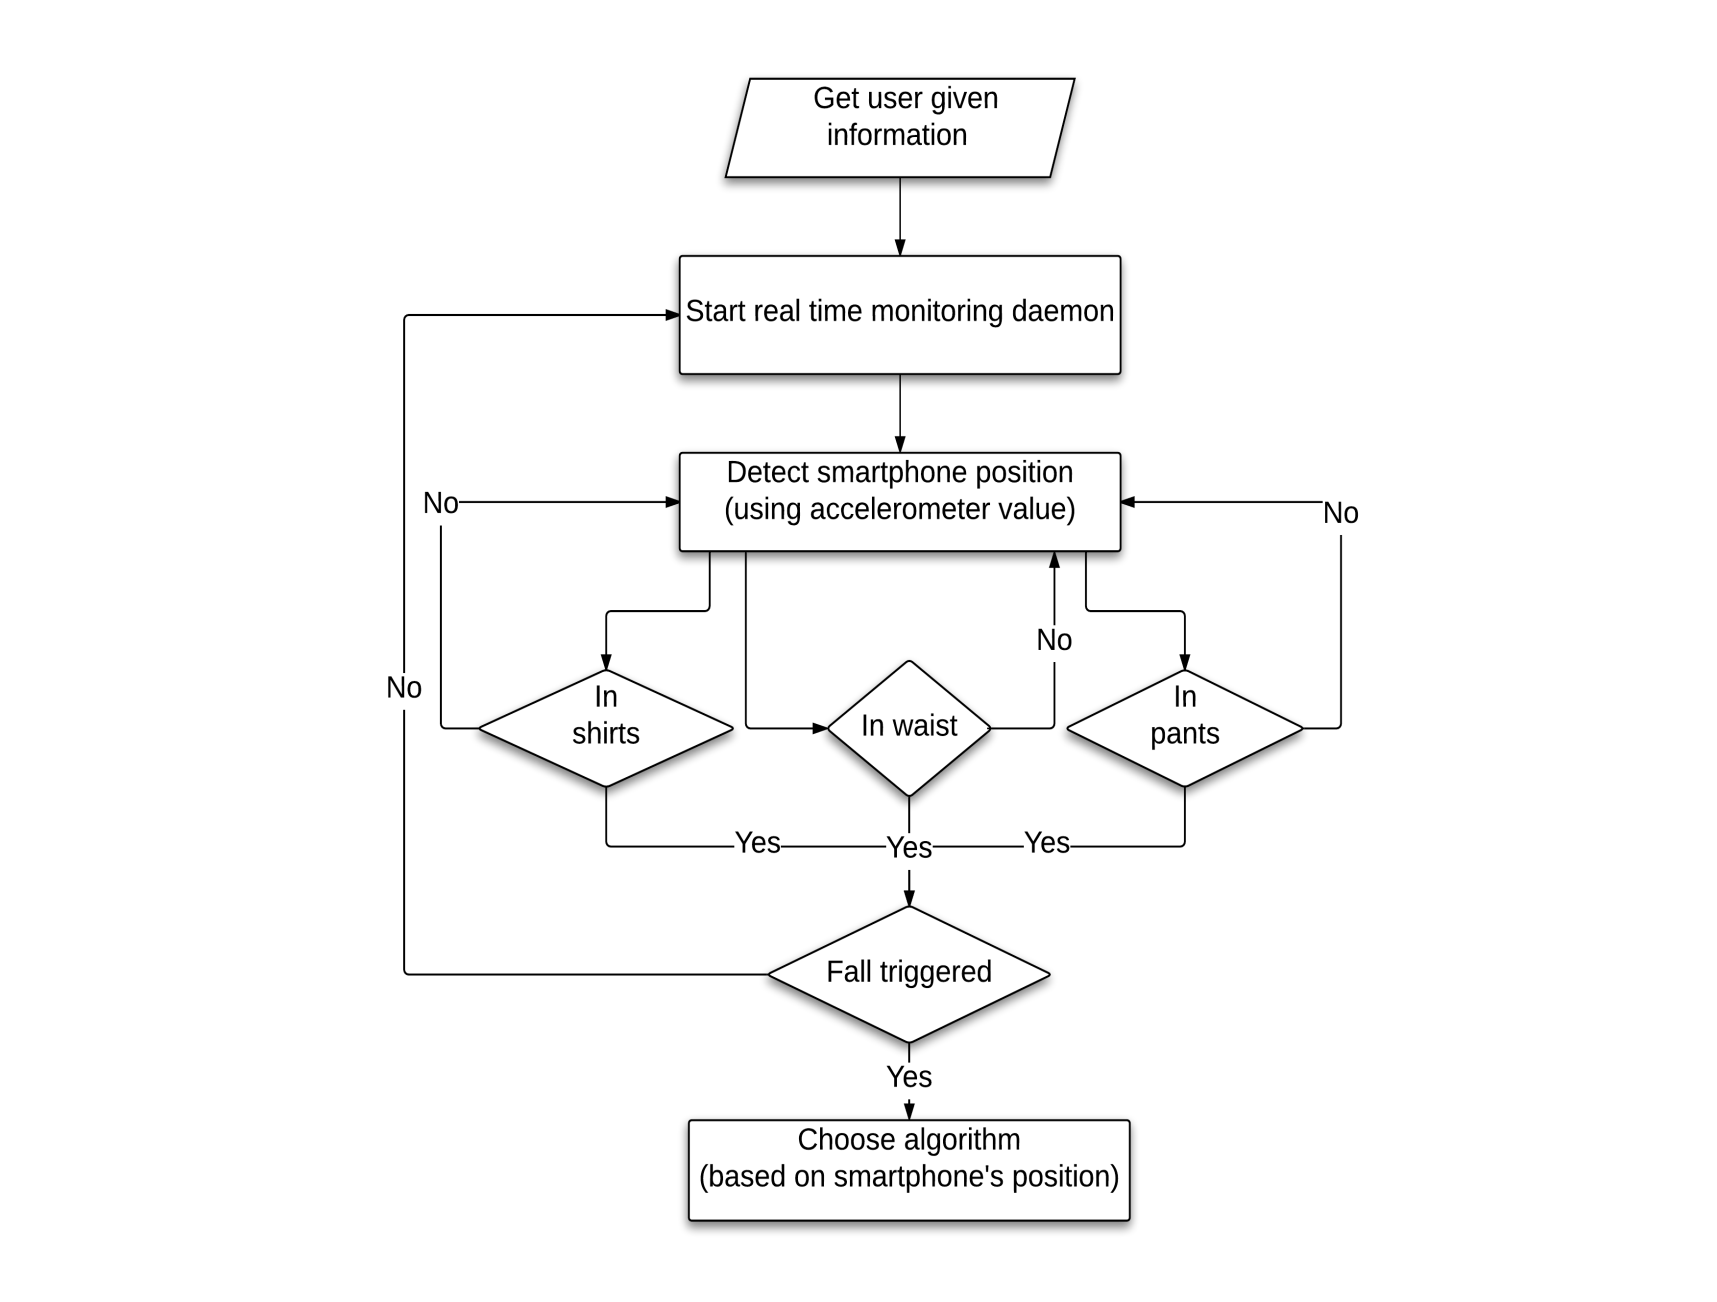 Get user given
information
Start real time monitoring daemon
Detect smartphone position
(using accelerometer value)
No
No
No
No
In
shirts
In waist
In
pants
Yes
Yes
Yes
Fall triggered
Yes
Choose algorithm
(based on smartphone's position)